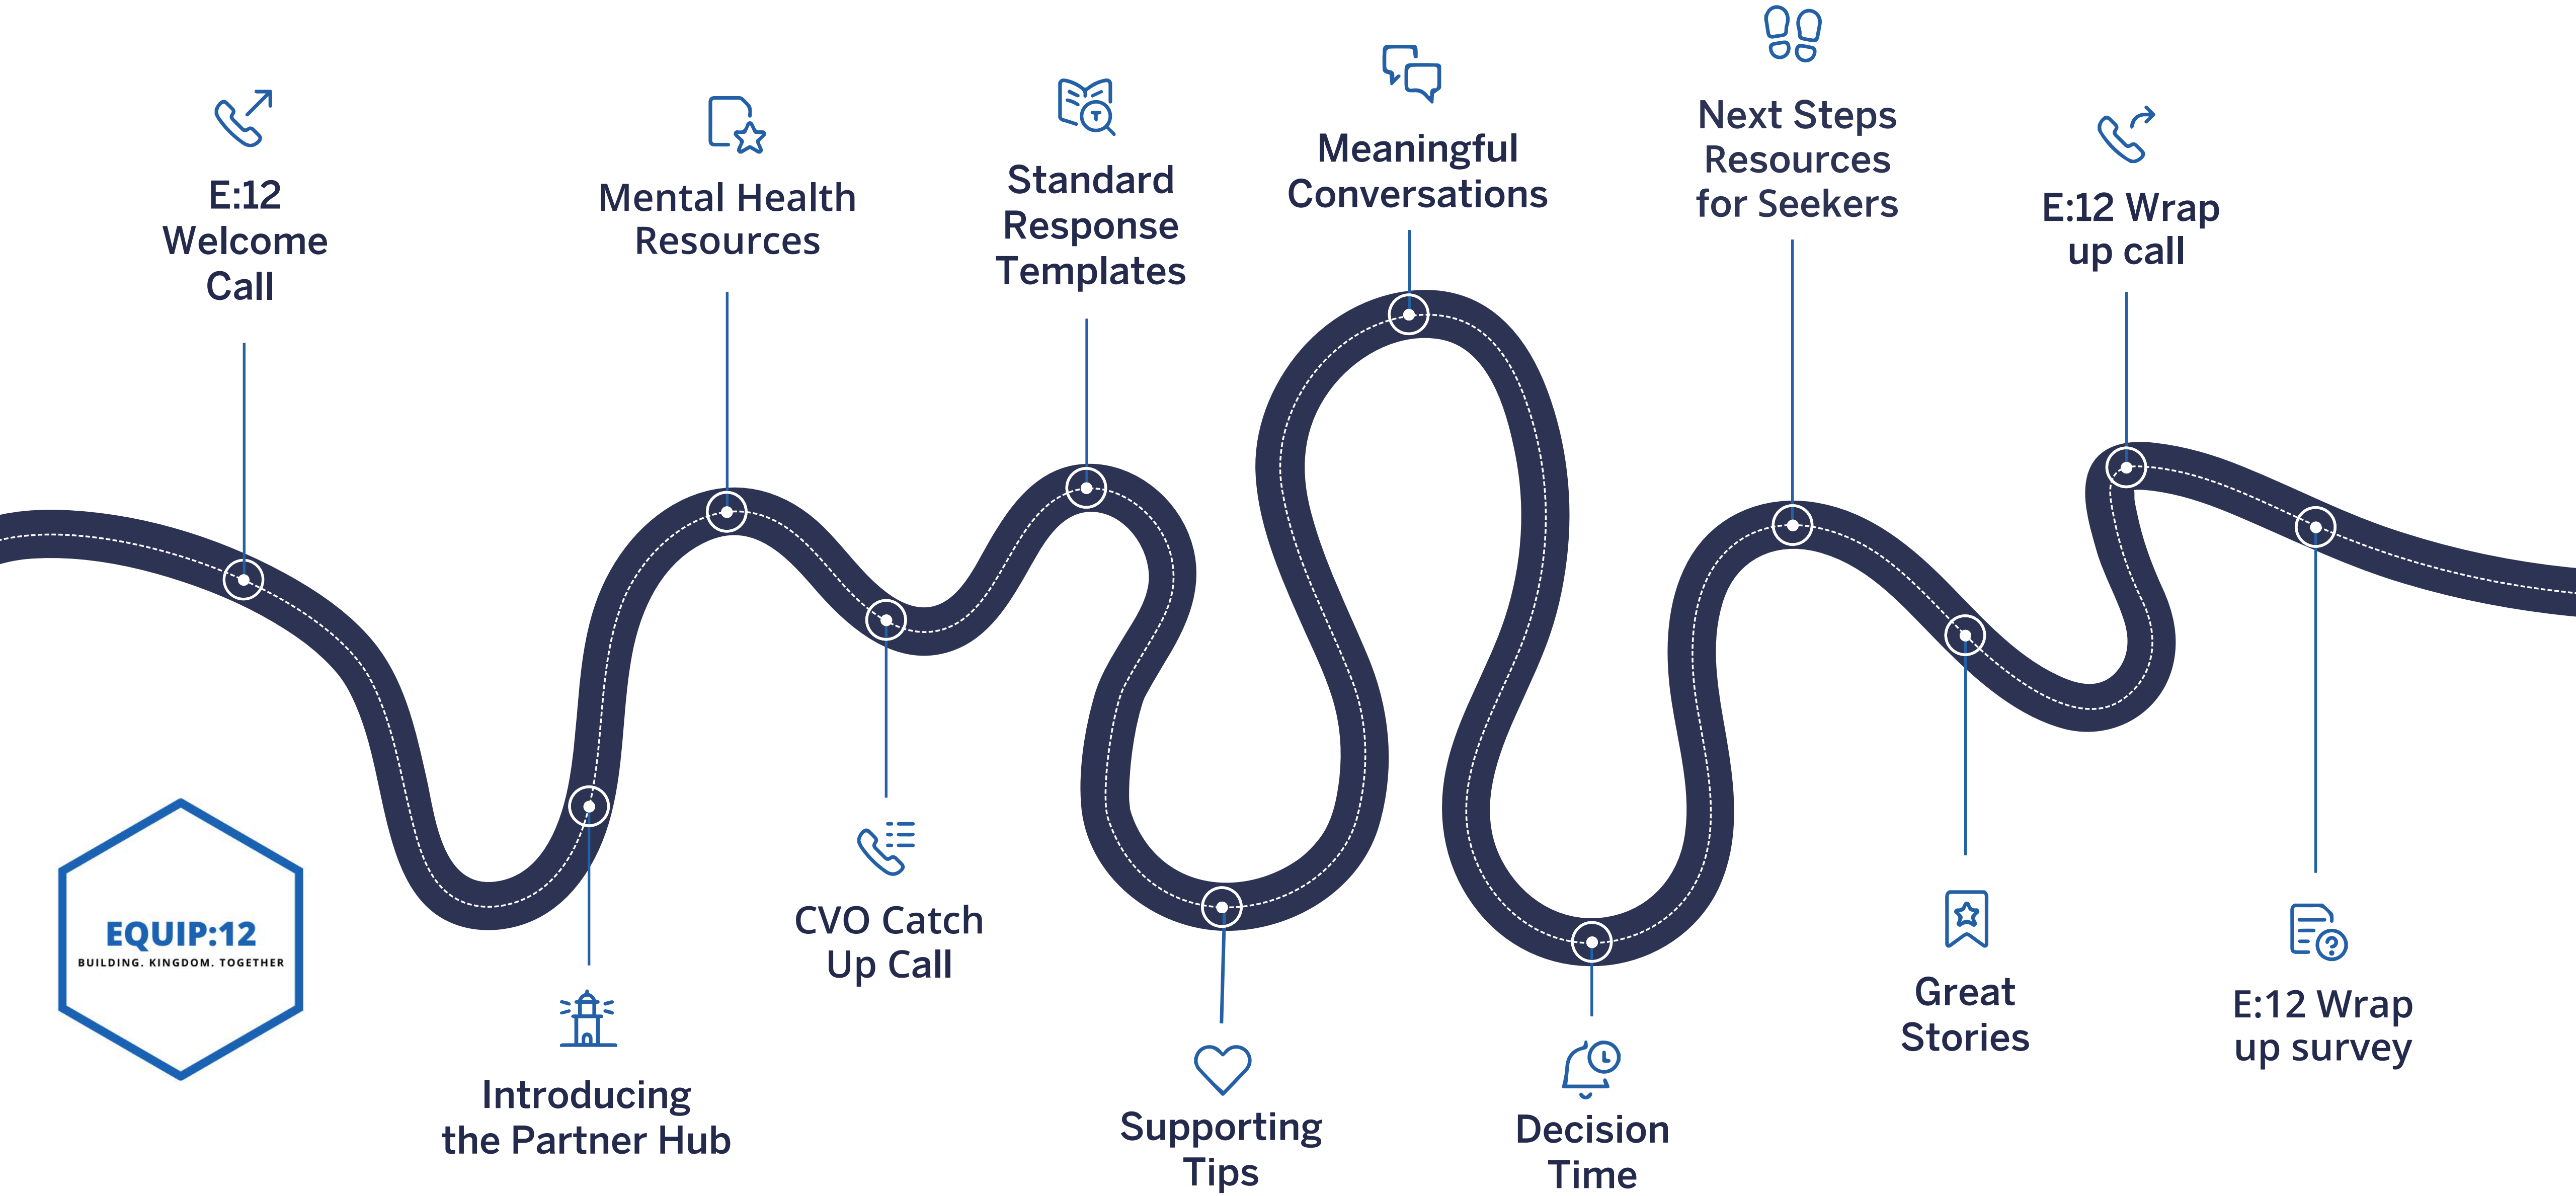 E:12
Welcome
Call
Introducing
the Partner Hub
Mental Health
Resources
CVO Catch
Up Call
Standard
Response
Templates
Supporting
Tips
Meaningful
Conversations
Decision
Time
Next Steps
Resources
for Seekers
Great
Stories
E:12 Wrap
up call
E:12 Wrap
up survey
EQUIP:12
BUILDING. KINGDOM. TOGETHER